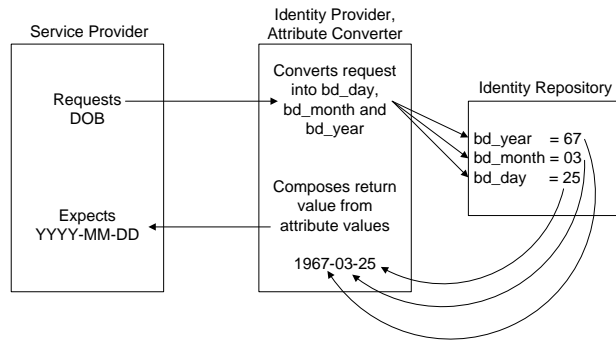 Service Provider
Requests
DOB
Expects
YYYY-MM-DD
Identity Provider,
Attribute Converter
Converts request
into bd_day,
bd_month and
bd_year
Composes return
value from
attribute values
1967-03-25
Identity Repository
bd_year = 67
bd_month = 03
bd_day = 25